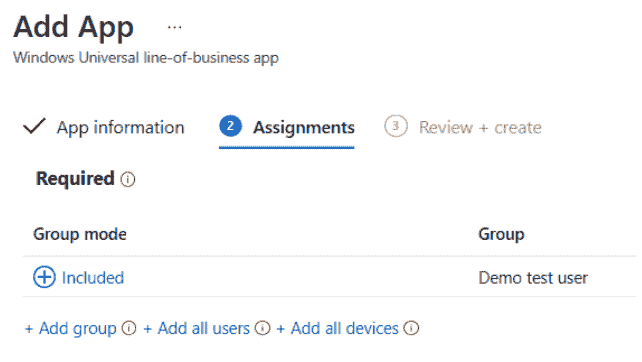 Add App ...
Windows Universal line-of-business app
App information 2 Assignments 3 Review + create
Required
Group mode Group
Included Demo test user
+ Add group + Add all users + Add all devices